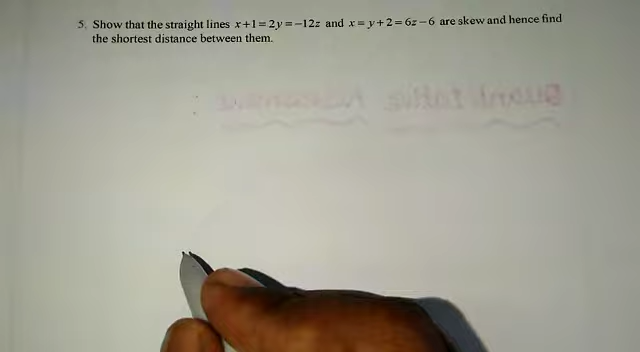 5. Show that the straight lines x+1=2y=-12z and x=y+2=6z-6 are skew and hence find
the shortest distance between them.